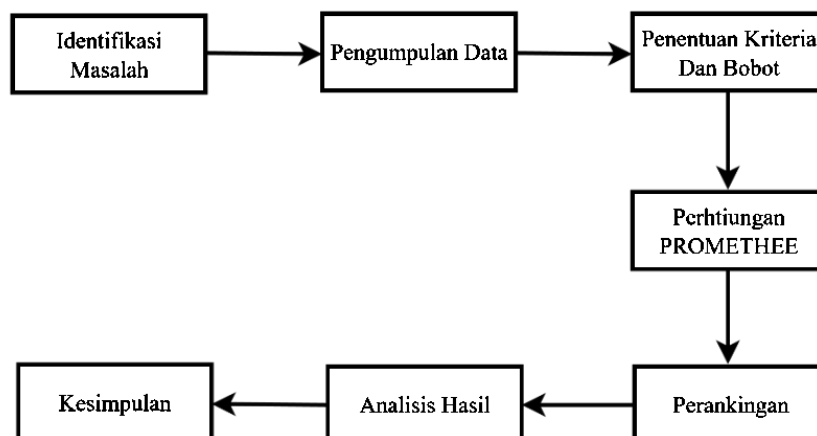 Identifikasi
Masalah
Pengumpulan Data
Penentuan Kriteria
Dan Bobot
Perhtiungan
PROMETHEE
Perankingan
Analisis Hasil
Kesimpulan